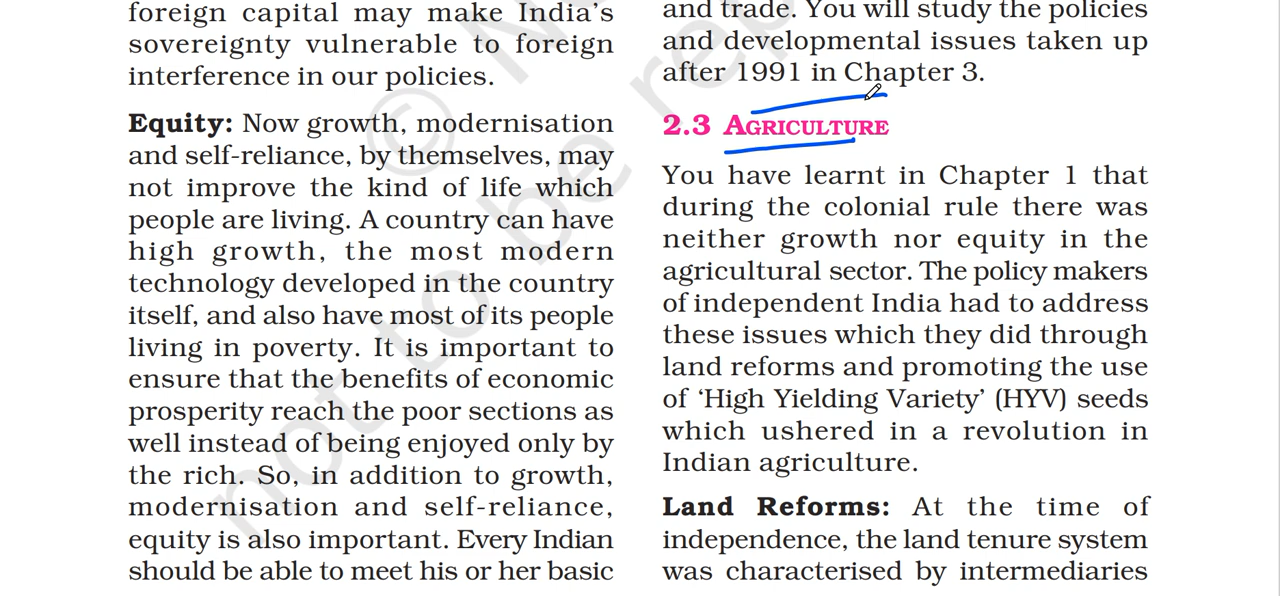 foreign capital may make India's
sovereignty vulnerable to foreign
interference in our policies.
Equity: Now growth, modernisation
and self-reliance, by themselves, may
not improve the kind of life which
people are living. A country can have
high growth, the most modern
technology developed in the country
itself, and also have most of its people
living in poverty. It is important to
ensure that the benefits of economic
prosperity reach the poor sections as
well instead of being enjoyed only by
the rich. So, in addition to growth,
modernisation and self-reliance,
equity is also important. Every Indian
should be able to meet his or her basic
and trade. You will study the policies
and developmental issues taken up
after 1991 in Chapter 3.
2.3 AGRICULTURE
You have learnt in Chapter 1 that
during the colonial rule there was
neither growth nor equity in the
agricultural sector. The policy makers
of independent India had to address
these issues which they did through
land reforms and promoting the use
of 'High Yielding Variety' (HYV) seeds
which ushered in a revolution in
Indian agriculture.
Land Reforms: At the time of
independence, the land tenure system
was characterised by intermediaries
© N
not to be rep